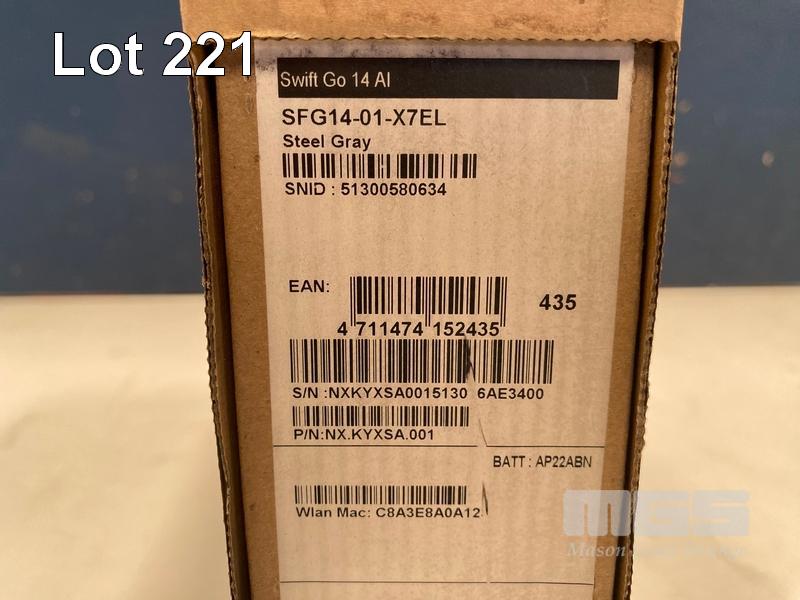 Lot 221
Swift Go 14 AI
SFG14-01-X7EL
Steel Gray
SNID : 51300580634
EAN:
435
4 711474 152435
S/N :NXKYXSA0015130 6AE3400
P/N:NX.KYXSA.001
BATT : AP22ABN
Wlan Mac: C8A3E8A0A12
MGS
Mason